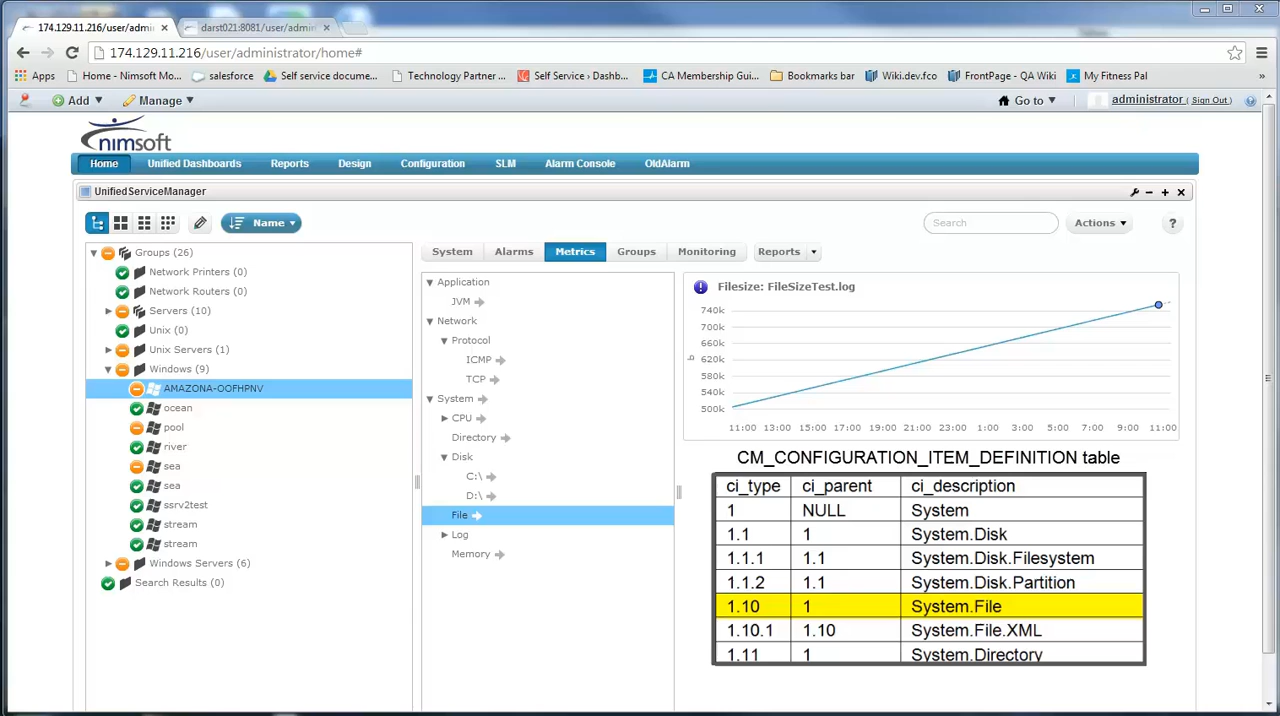 174.129.11.216/user/admi
darst021:8081/user/admi
174.129.11.216/user/administrator/home#
Apps Home - Nimsoft Mo... salesforce Self service docume... Technology Partner ... Self Service › Dashb... CA Membership Gui... Bookmarks bar Wiki.dev.fco FrontPage - QA Wiki My Fitness Pal »
Add Manage Go to administrator ( Sign Out )
nimsoft
Home Unified Dashboards Reports Design Configuration SLM Alarm Console OldAlarm
UnifiedServiceManager
Name Search Actions ?
Groups (26)
Network Printers (0)
Network Routers (0)
Servers (10)
Unix (0)
Unix Servers (1)
Windows (9)
AMAZONA-OOFHPNV
ocean
pool
river
sea
sea
ssrv2test
stream
stream
Windows Servers (6)
Search Results (0)
System Alarms Metrics Groups Monitoring Reports
Application
JVM
Network
Protocol
ICMP
TCP
System
CPU
Directory
Disk
C:\
D:\
File
Log
Memory
Filesize: FileSizeTest.log
740k
700k
660k
620k
580k
540k
500k
b
11:00 13:00 15:00 17:00 19:00 21:00 23:00 1:00 3:00 5:00 7:00 9:00 11:00
CM_CONFIGURATION_ITEM_DEFINITION table
ci_type ci_parent ci_description
1 NULL System
1.1 1 System.Disk
1.1.1 1.1 System.Disk.Filesystem
1.1.2 1.1 System.Disk.Partition
1.10 1 System.File
1.10.1 1.10 System.File.XML
1.11 1 System.Directory